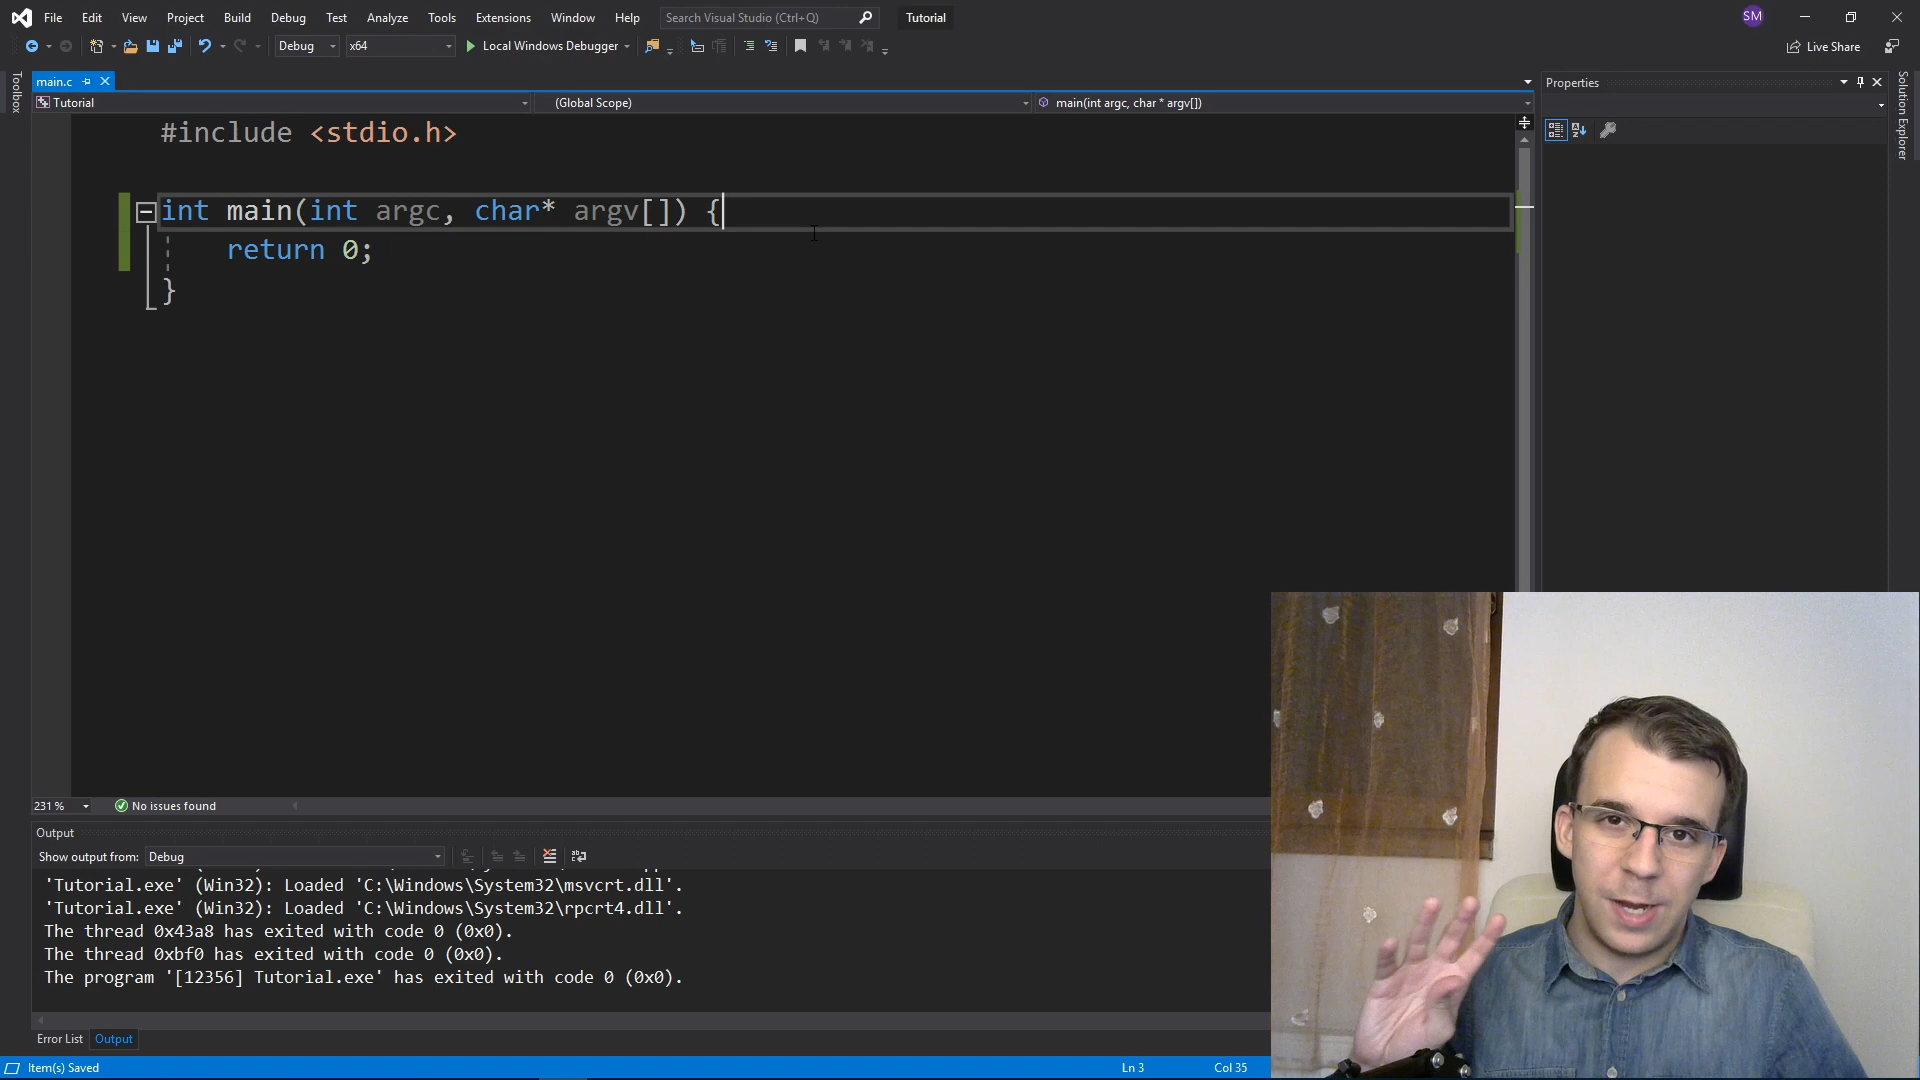 File Edit View Project Build Debug Test Analyze Tools Extensions Window Help Search Visual Studio (Ctrl+Q) Tutorial SM
Debug x64 Local Windows Debugger Live Share
Toolbox
main.c
Tutorial (Global Scope) main(int argc, char * argv[])
#include <stdio.h>
int main(int argc, char* argv[]) {
return 0;
}
Properties
Solution Explorer
231 % No issues found
Output
Show output from: Debug
'Tutorial.exe' (Win32): Loaded 'C:\Windows\System32\msvcrt.dll'.
'Tutorial.exe' (Win32): Loaded 'C:\Windows\System32\rpcrt4.dll'.
The thread 0x43a8 has exited with code 0 (0x0).
The thread 0xbf0 has exited with code 0 (0x0).
The program '[12356] Tutorial.exe' has exited with code 0 (0x0).
Error List Output
Item(s) Saved Ln 3 Col 35